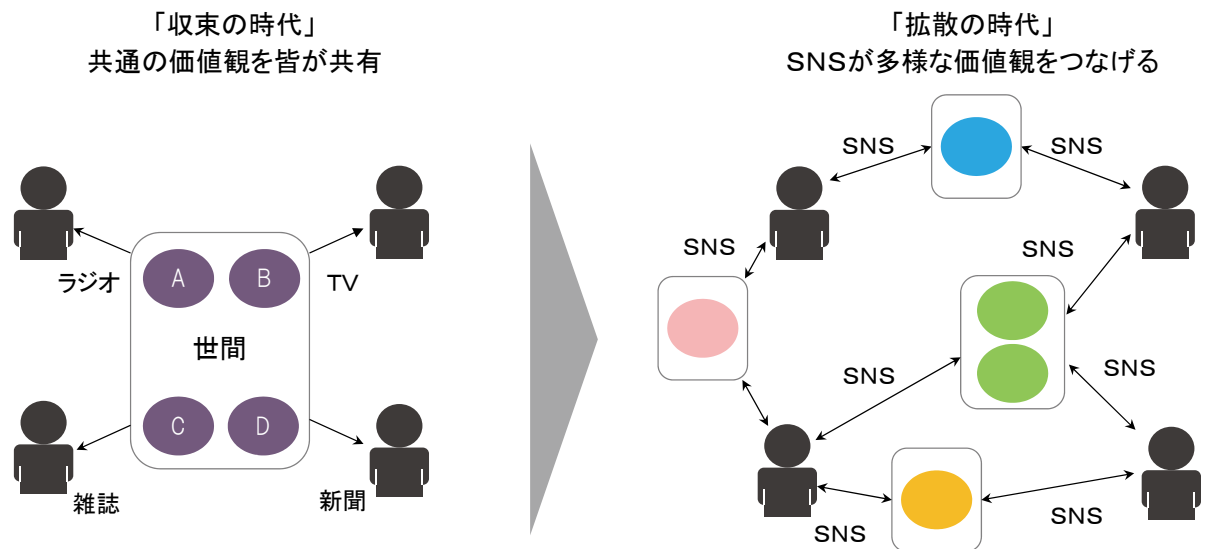 「収束の時代」
共通の価値観を皆が共有
ラジオ
A
B
TV
世間
C
D
雑誌
新聞
「拡散の時代」
SNSが多様な価値観をつなげる
SNS
SNS
SNS
SNS
SNS
SNS
SNS
SNS